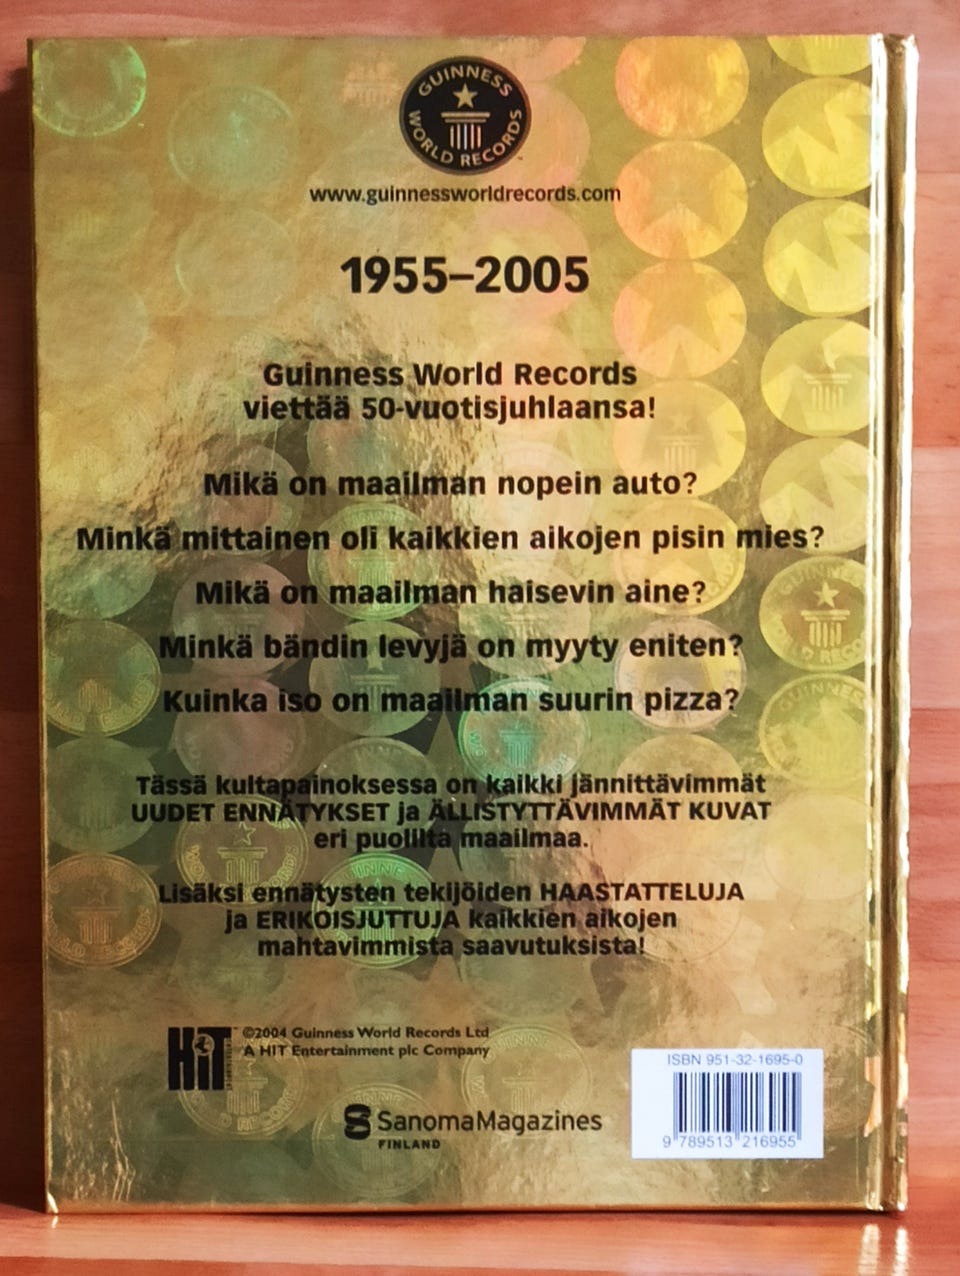 GUINNESS WORLD RECORDS
www.guinnessworldrecords.com
1955–2005
Guinness World Records
viettää 50-vuotisjuhlaansa!
Mikä on maailman nopein auto?
Minkä mittainen oli kaikkien aikojen pisin mies?
Mikä on maailman haisevin aine?
Minkä bändin levyjä on myyty eniten?
Kuinka iso on maailman suurin pizza?
Tässä kultapainoksessa on kaikki jännittävimmät
UUDET ENNÄTYKSET ja ÄLLISTYTTÄVIMMÄT KUVAT
eri puolilta maailmaa.
Lisäksi ennätysten tekijöiden HAASTATTELUJA
ja ERIKOISJUTTUJA kaikkien aikojen
mahtavimmista saavutuksista!
HiT
©2004 Guinness World Records Ltd
A HIT Entertainment plc Company
SanomaMagazines
FINLAND
ISBN 951-32-1695-0
9 789513 216955